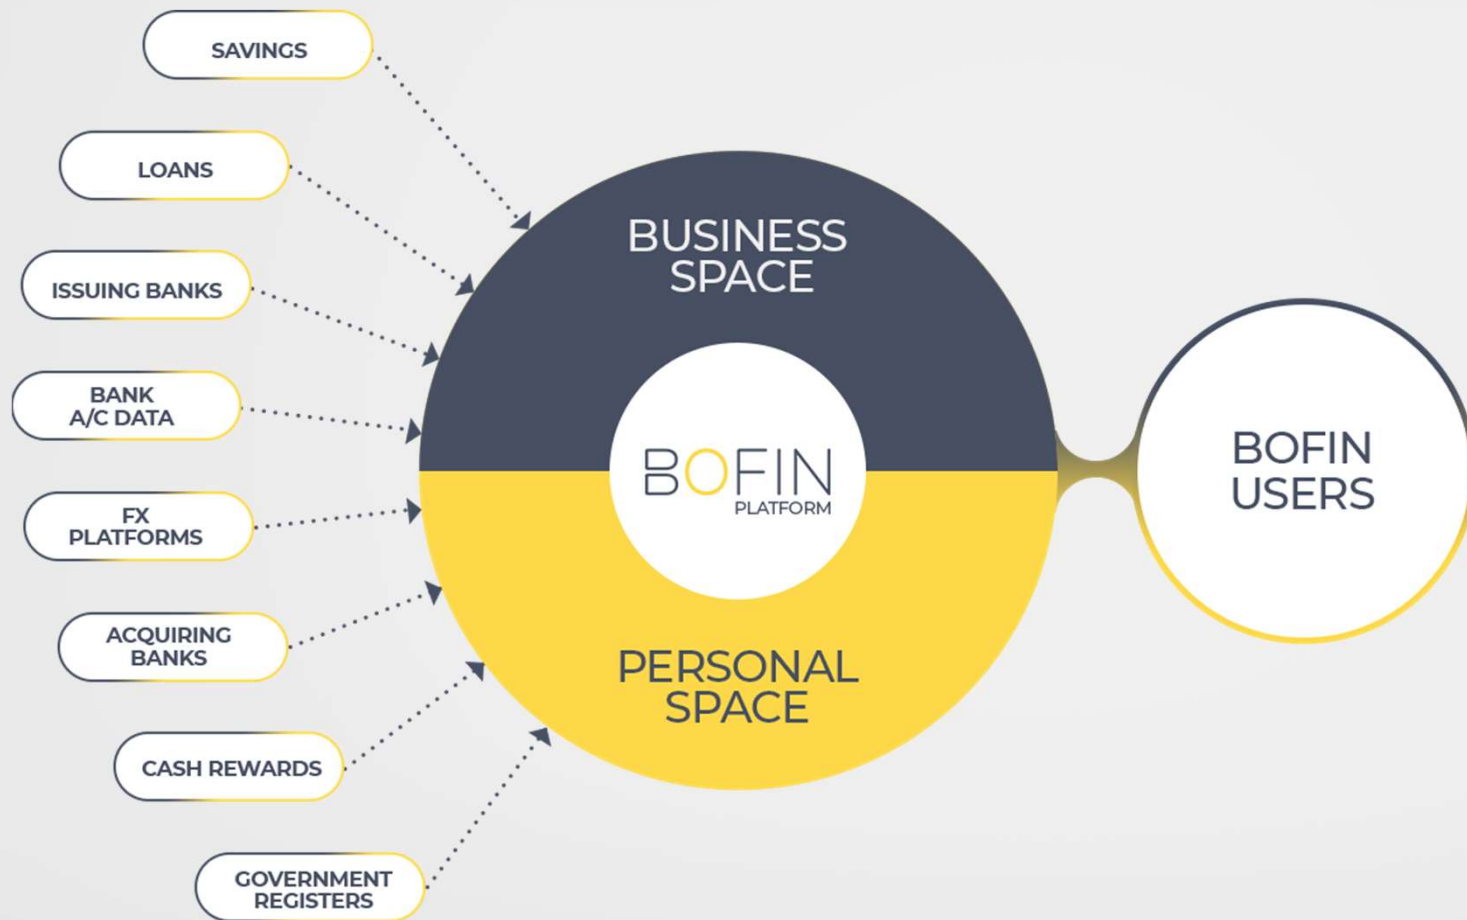 SAVINGS
LOANS
ISSUING BANKS
BANK
A/C DATA
FX
PLATFORMS
ACQUIRING
BANKS
CASH REWARDS
GOVERNMENT
REGISTERS
BUSINESS
SPACE
BOFIN
PLATFORM
PERSONAL
SPACE
BOFIN
USERS